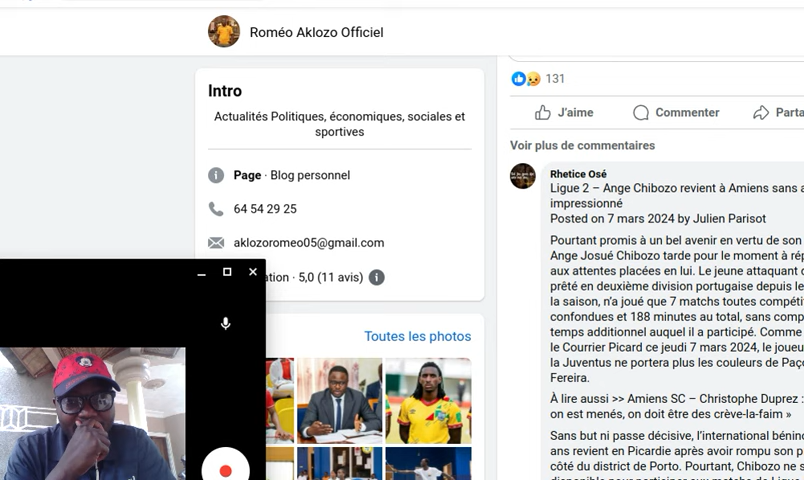 Roméo Aklozo Officiel
Intro
Actualités Politiques, économiques, sociales et
sportives
Page · Blog personnel
64 54 29 25
aklozoromeo05@gmail.com
· 5,0 (11 avis)
Toutes les photos
131
J'aime
Commenter
Voir plus de commentaires
Rhetice Osé
Ligue 2 – Ange Chibozo revient à Amiens sans
impressionné
Posted on 7 mars 2024 by Julien Parisot
Pourtant promis à un bel avenir en vertu de son
Ange Josué Chibozo tarde pour le moment à
aux attentes placées en lui. Le jeune attaquant
prêté en deuxième division portugaise depuis le
la saison, n'a joué que 7 matchs toutes
confondues et 188 minutes au total, sans
temps additionnel auquel il a participé. Comme
le Courrier Picard ce jeudi 7 mars 2024, le
la Juventus ne portera plus les couleurs de
Fereira.
À lire aussi >> Amiens SC – Christophe Duprez :
on est menés, on doit être des crève-la-faim »
Sans but ni passe décisive, l'international
ans revient en Picardie après avoir rompu son
côté du district de Porto. Pourtant, Chibozo ne